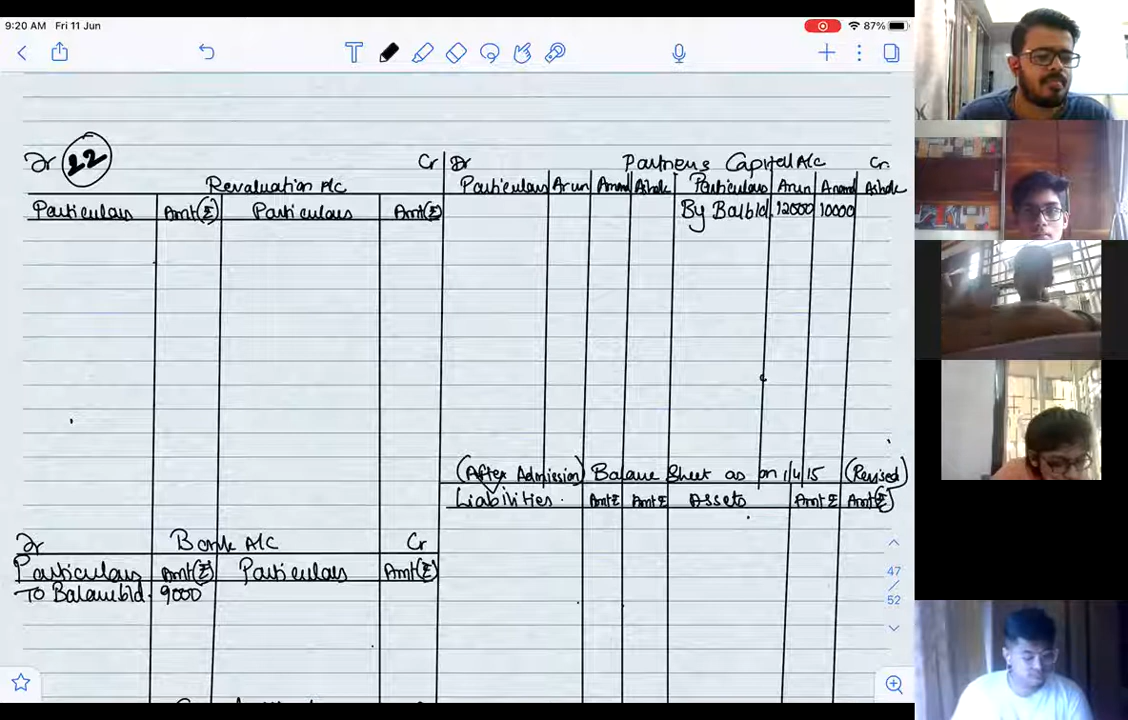 9:20 AM Fri 11 Jun
87%
T
Dr 22 Cr
Revaluation A/c
Particulars Amt(₹) Particulars Amt(₹)
Dr Partners Capital A/c Cr
Particulars Arun Anand Ashok Particulars Arun Anand Ashok
By Balbld. 12000 10000
(After Admission) Balance Sheet as on 1/4/15 (Revised)
Liabilities Amt₹ Amt₹ Assets Amt₹ Amt(₹)
Dr Bank A/c Cr
Particulars Amt(₹) Particulars Amt(₹)
To Balance bld. 9000
47
/
52